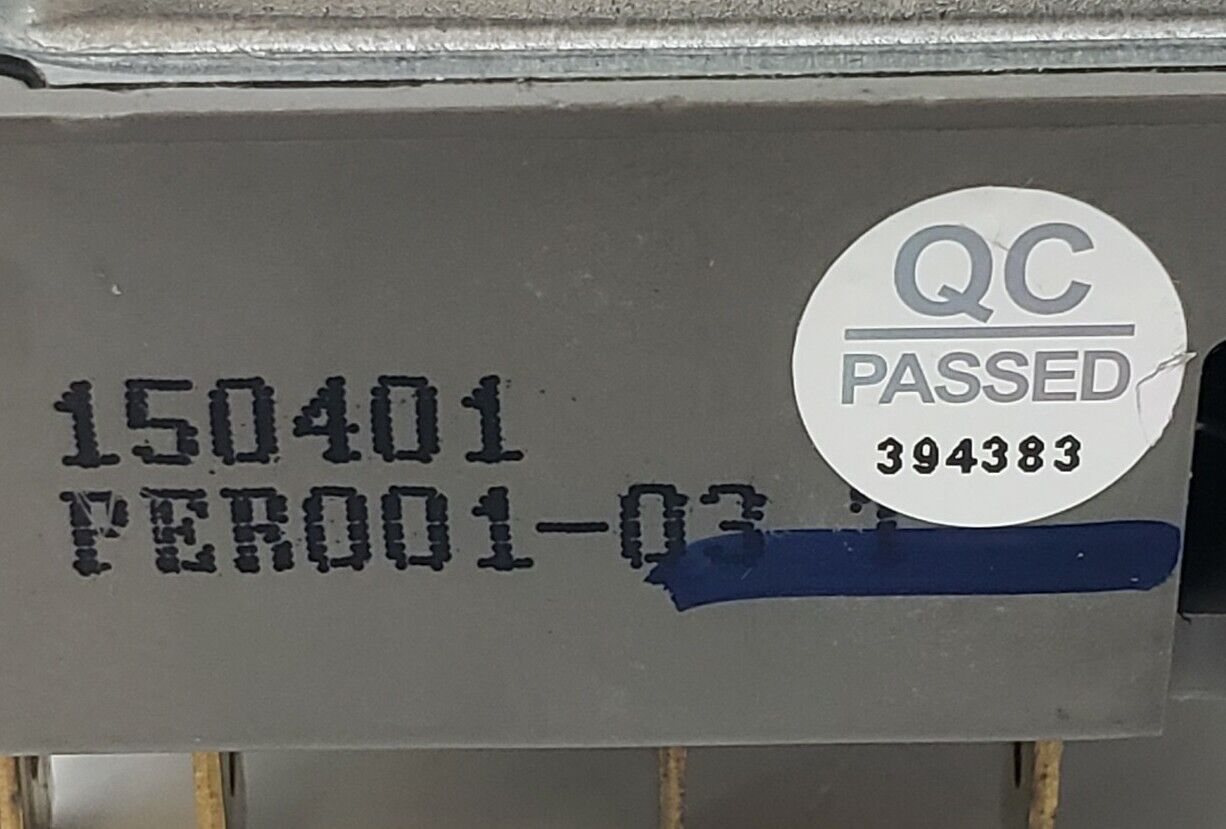 150401
PER001-03
QC
PASSED
394383